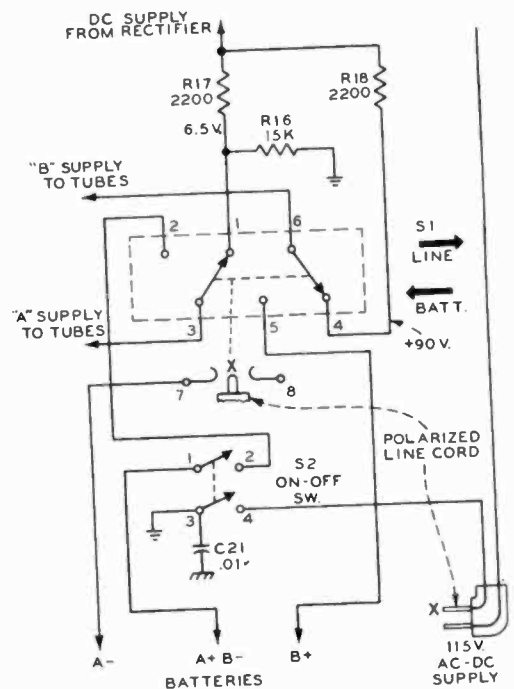 DC SUPPLY
FROM RECTIFIER
R17
2200
R18
2200
6.5V.
R16
15K
"B" SUPPLY
TO TUBES
2
1
6
S1
LINE
BATT.
"A" SUPPLY
TO TUBES
3
5
4
+90 V.
X
7
8
POLARIZED
LINE CORD
1
2
S2
ON-OFF
SW.
3
4
C21
.01
X
115V.
AC-DC
SUPPLY
A-
A+ B-
B+
BATTERIES